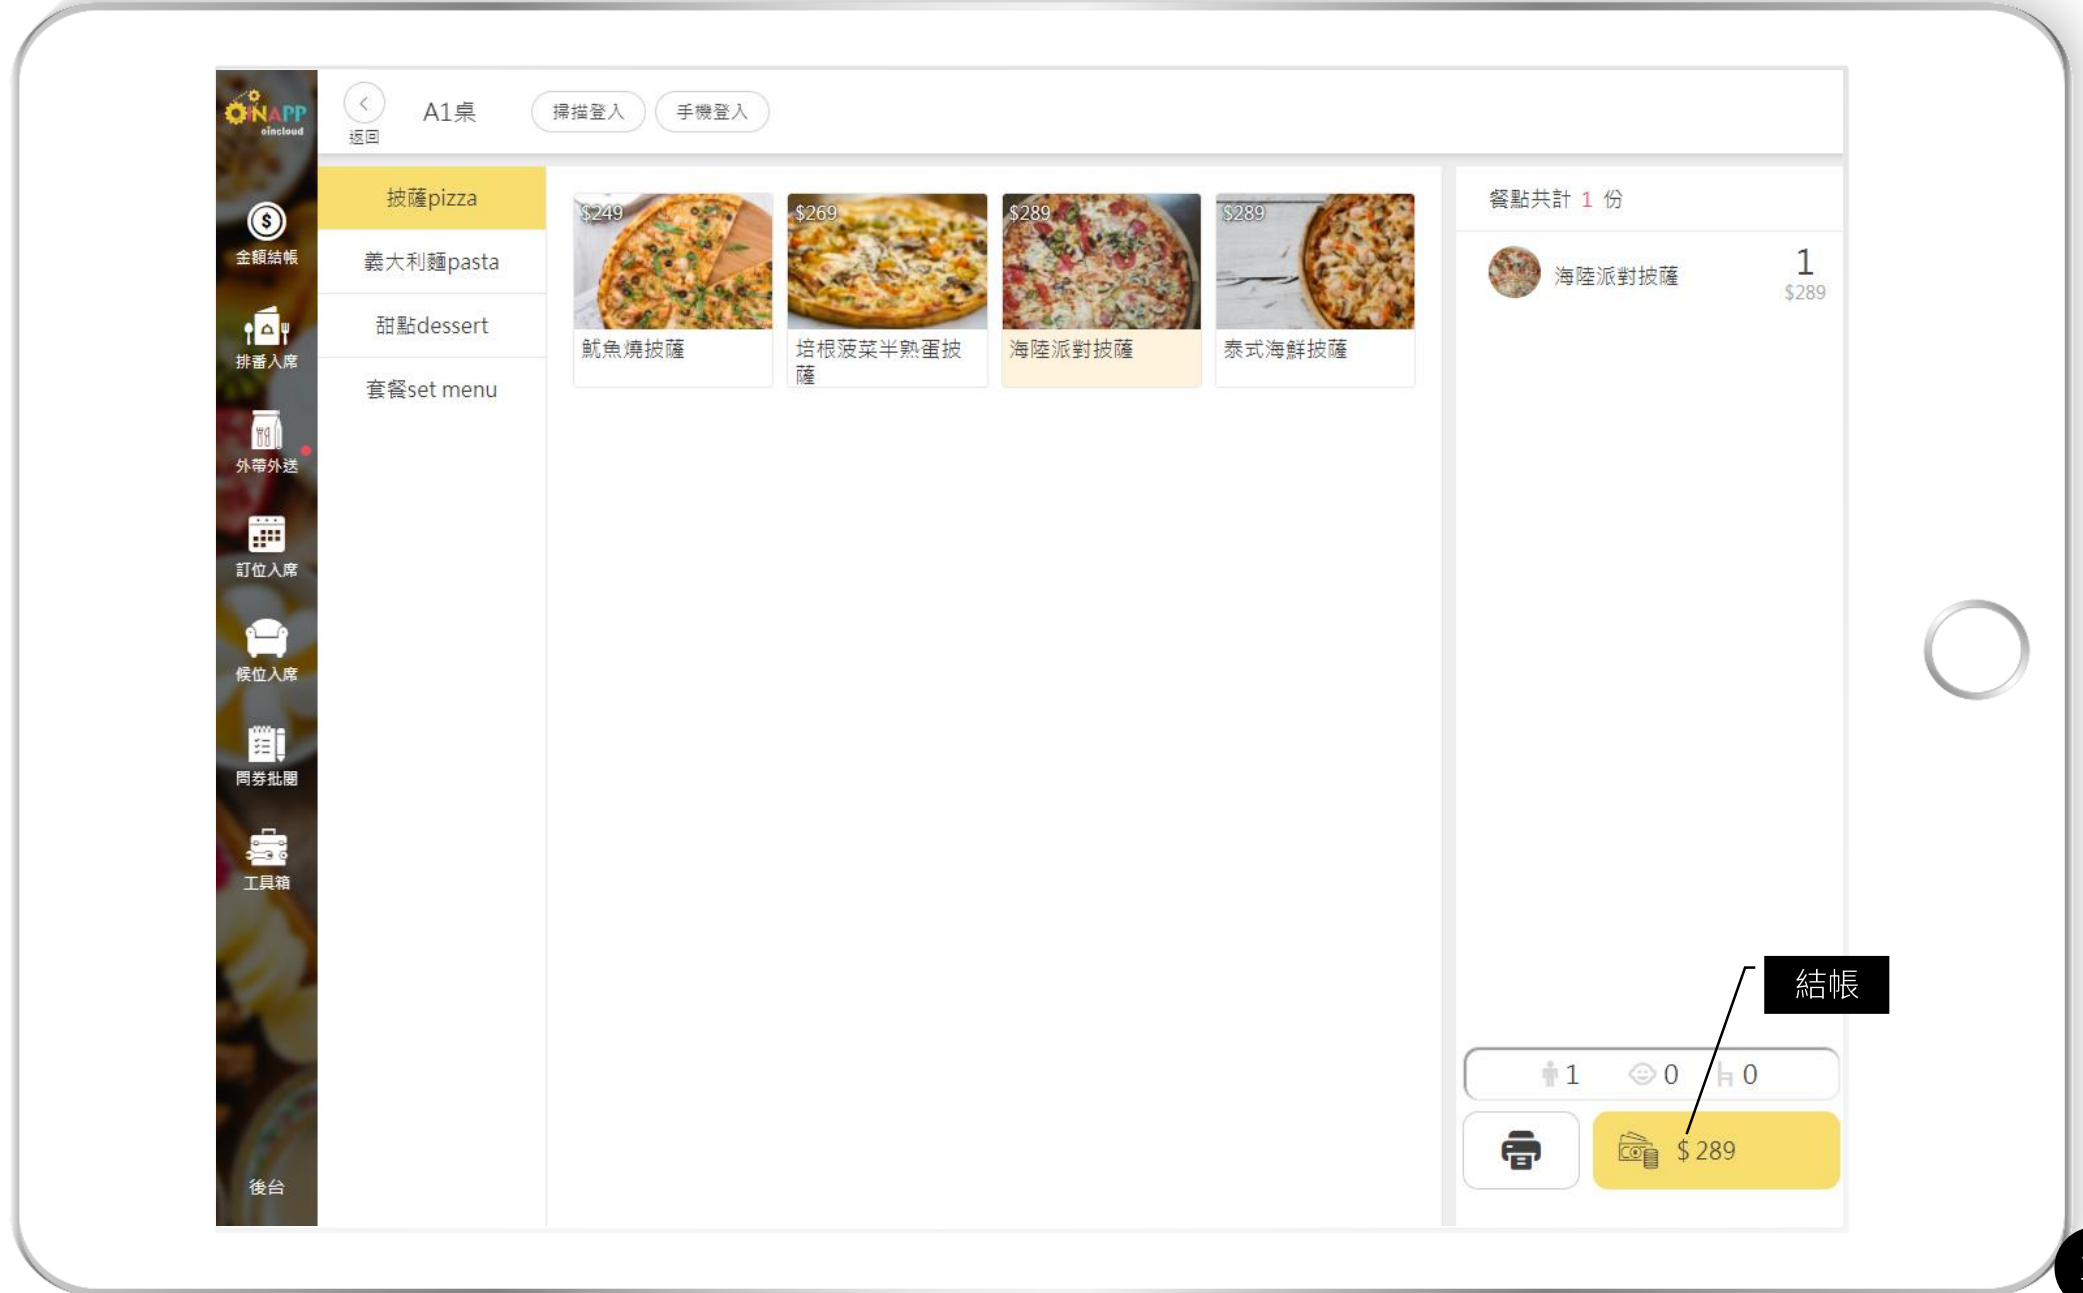 OINAPP
oincloud
金額結帳
排番入席
外帶外送
訂位入席
候位入席
問券批閱
工具箱
後台
返回
A1桌
掃描登入
手機登入
披薩pizza
義大利麵pasta
甜點dessert
套餐set menu
$249
魷魚燒披薩
$269
培根菠菜半熟蛋披
薩
$289
海陸派對披薩
$289
泰式海鮮披薩
餐點共計 1 份
海陸派對披薩
1
$289
結帳
1 0 0
$ 289